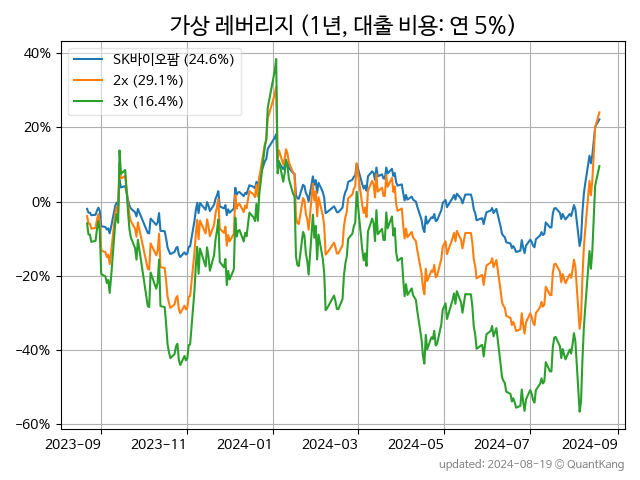 가상 레버리지 (1년, 대출 비용: 연 5%)
SK바이오팜 (24.6%)
2x (29.1%)
3x (16.4%)
40%
20%
0%
−20%
−40%
−60%
2023-09 2023-11 2024-01 2024-03 2024-05 2024-07 2024-09
updated: 2024-08-19 © QuantKang